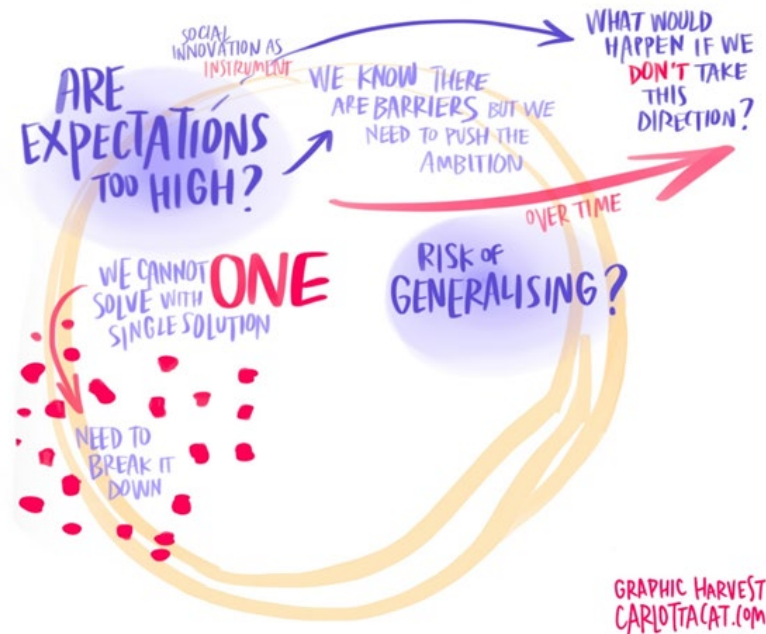 SOCIAL
INNOVATION AS
INSTRUMENT
WHAT WOULD
HAPPEN IF WE
DON'T TAKE
THIS
DIRECTION?
ARE
EXPECTATIONS
TOO HIGH?
WE KNOW THERE
ARE BARRIERS BUT WE
NEED TO PUSH THE
AMBITION
OVER TIME
RISK OF
GENERALISING?
WE CANNOT
SOLVE WITH ONE
SINGLE SOLUTION
NEED TO
BREAK IT
DOWN
GRAPHIC HARVEST
CARLOTTACAT.COM